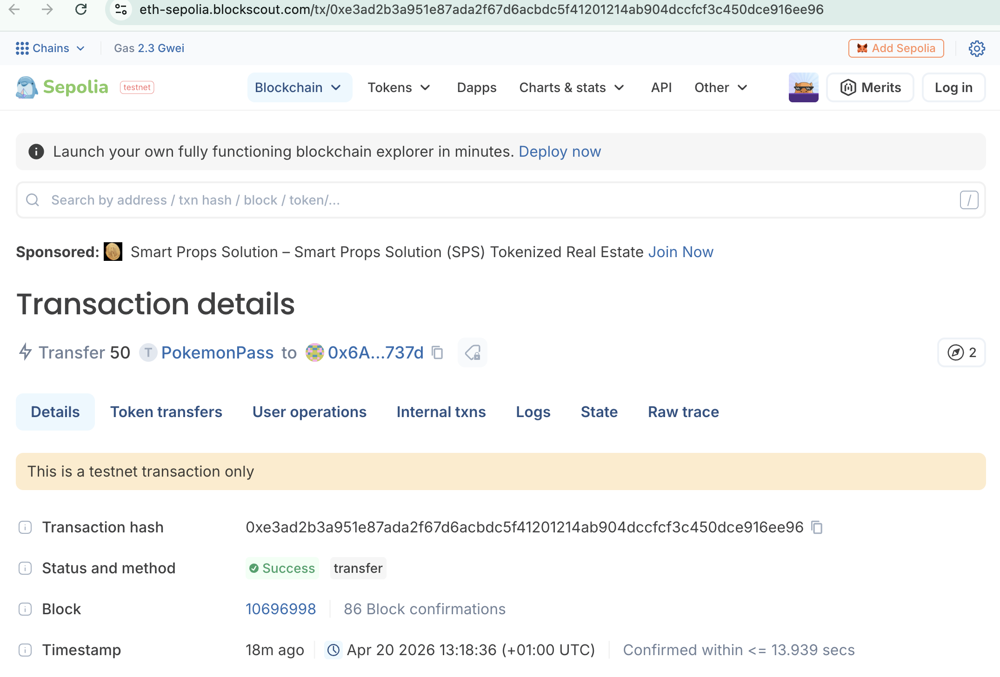 eth-sepolia.blockscout.com/tx/0xe3ad2b3a951e87ada2f67d6acbdc5f41201214ab904dccfcf3c450dce916ee96
Chains Gas 2.3 Gwei Add Sepolia
Sepolia testnet Blockchain Tokens Dapps Charts & stats API Other Merits Log in
Launch your own fully functioning blockchain explorer in minutes. Deploy now
Search by address / txn hash / block / token/... /
Sponsored: Smart Props Solution – Smart Props Solution (SPS) Tokenized Real Estate Join Now
Transaction details
Transfer 50 T PokemonPass to 0x6A...737d 2
Details Token transfers User operations Internal txns Logs State Raw trace
This is a testnet transaction only
Transaction hash 0xe3ad2b3a951e87ada2f67d6acbdc5f41201214ab904dccfcf3c450dce916ee96
Status and method Success transfer
Block 10696998 86 Block confirmations
Timestamp 18m ago Apr 20 2026 13:18:36 (+01:00 UTC) Confirmed within <= 13.939 secs